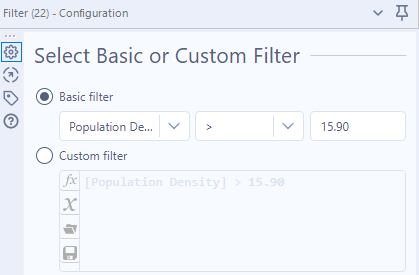 Filter (22) - Configuration
Select Basic or Custom Filter
Basic filter
Population De... > 15.90
Custom filter
fx [Population Density] > 15.90
X